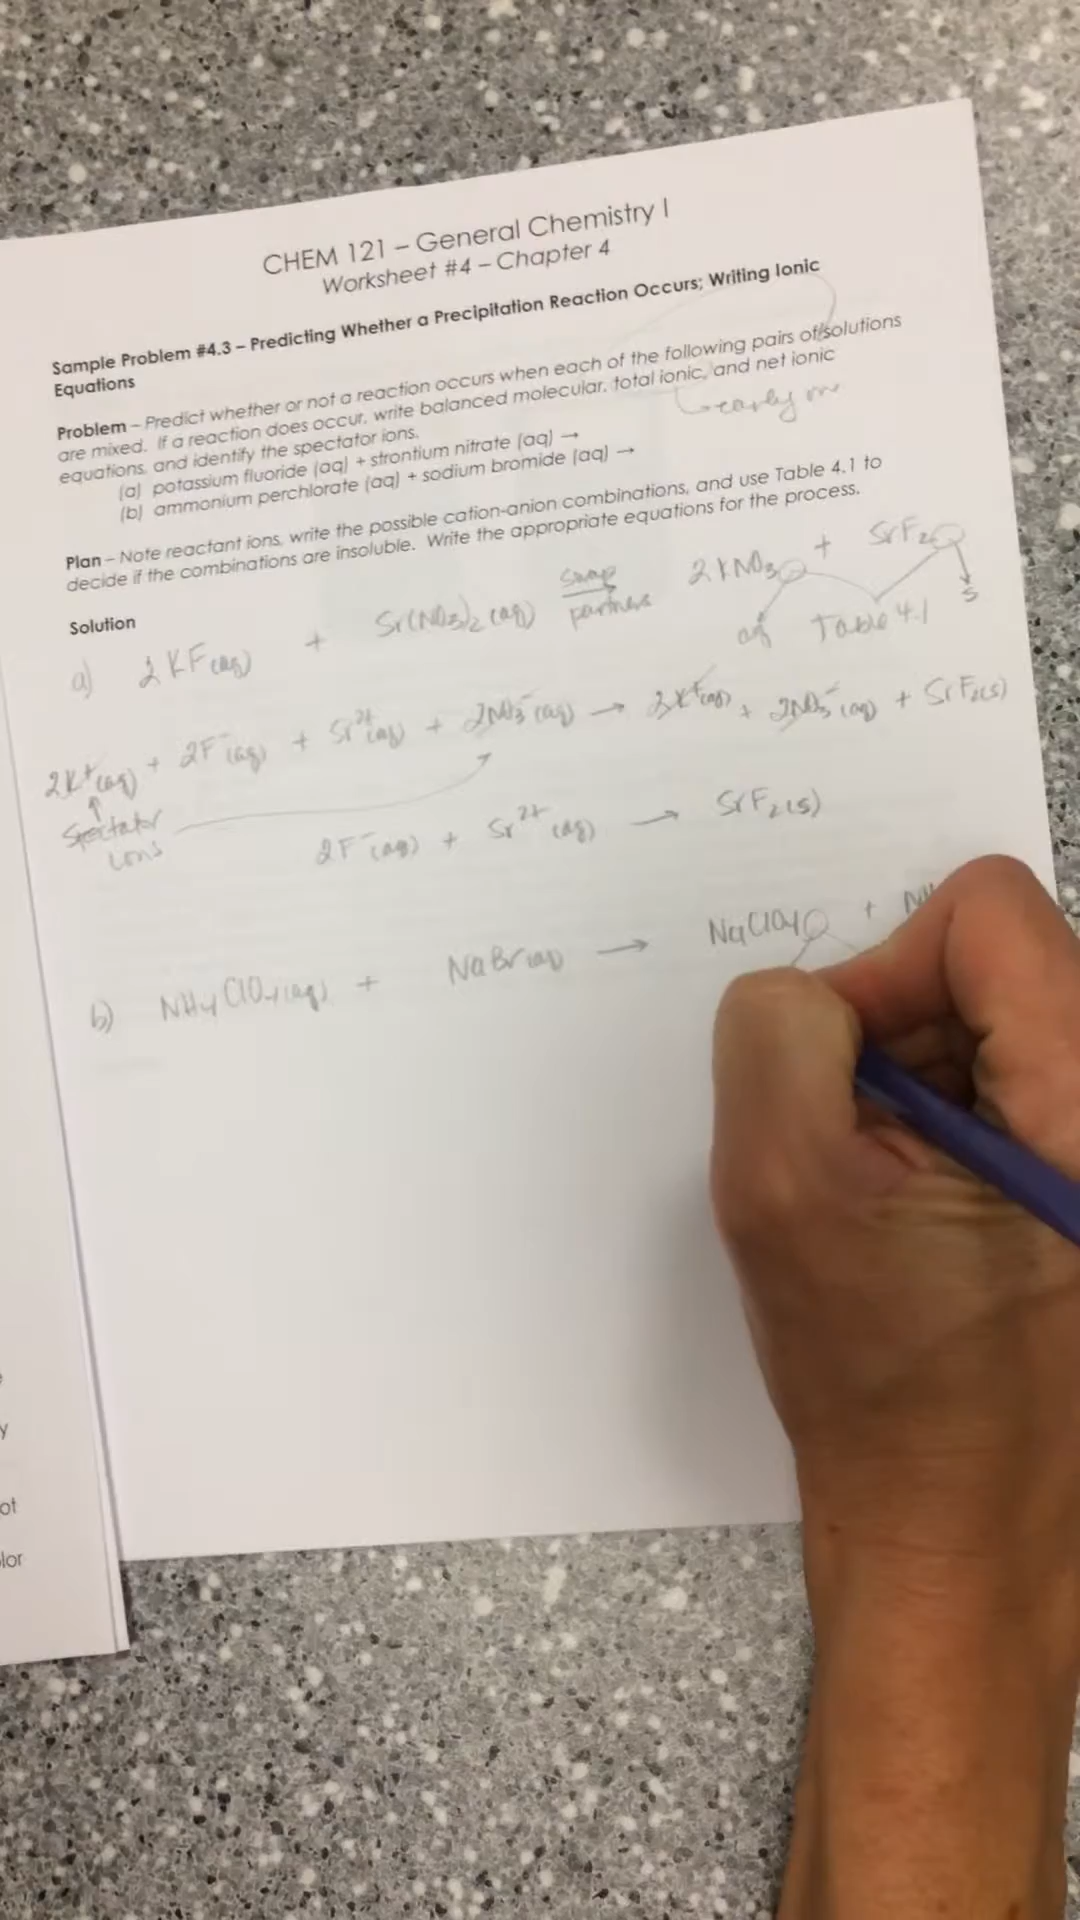 CHEM 121 – General Chemistry I
Worksheet #4 – Chapter 4
Sample Problem #4.3 – Predicting Whether a Precipitation Reaction Occurs; Writing Ionic
Equations
Problem – Predict whether or not a reaction occurs when each of the following pairs of solutions
are mixed. If a reaction does occur, write balanced molecular, total ionic, and net ionic
equations, and identify the spectator ions.
(a) potassium fluoride (aq) + strontium nitrate (aq) →
(b) ammonium perchlorate (aq) + sodium bromide (aq) →
Plan – Note reactant ions, write the possible cation-anion combinations, and use Table 4.1 to
decide if the combinations are insoluble. Write the appropriate equations for the process.
Solution
a) 2KF(aq) + Sr(NO3)2(aq) swap partners → 2KNO3 + SrF2
aq Table 4.1 s
2K⁺(aq) + 2F⁻(aq) + Sr²⁺(aq) + 2NO3⁻(aq) → 2K⁺(aq) + 2NO3⁻(aq) + SrF2(s)
Spectator
ions
2F⁻(aq) + Sr²⁺(aq) → SrF2(s)
b) NH4ClO4(aq) + NaBr(aq) → NaClO4 +
y
ot
lor